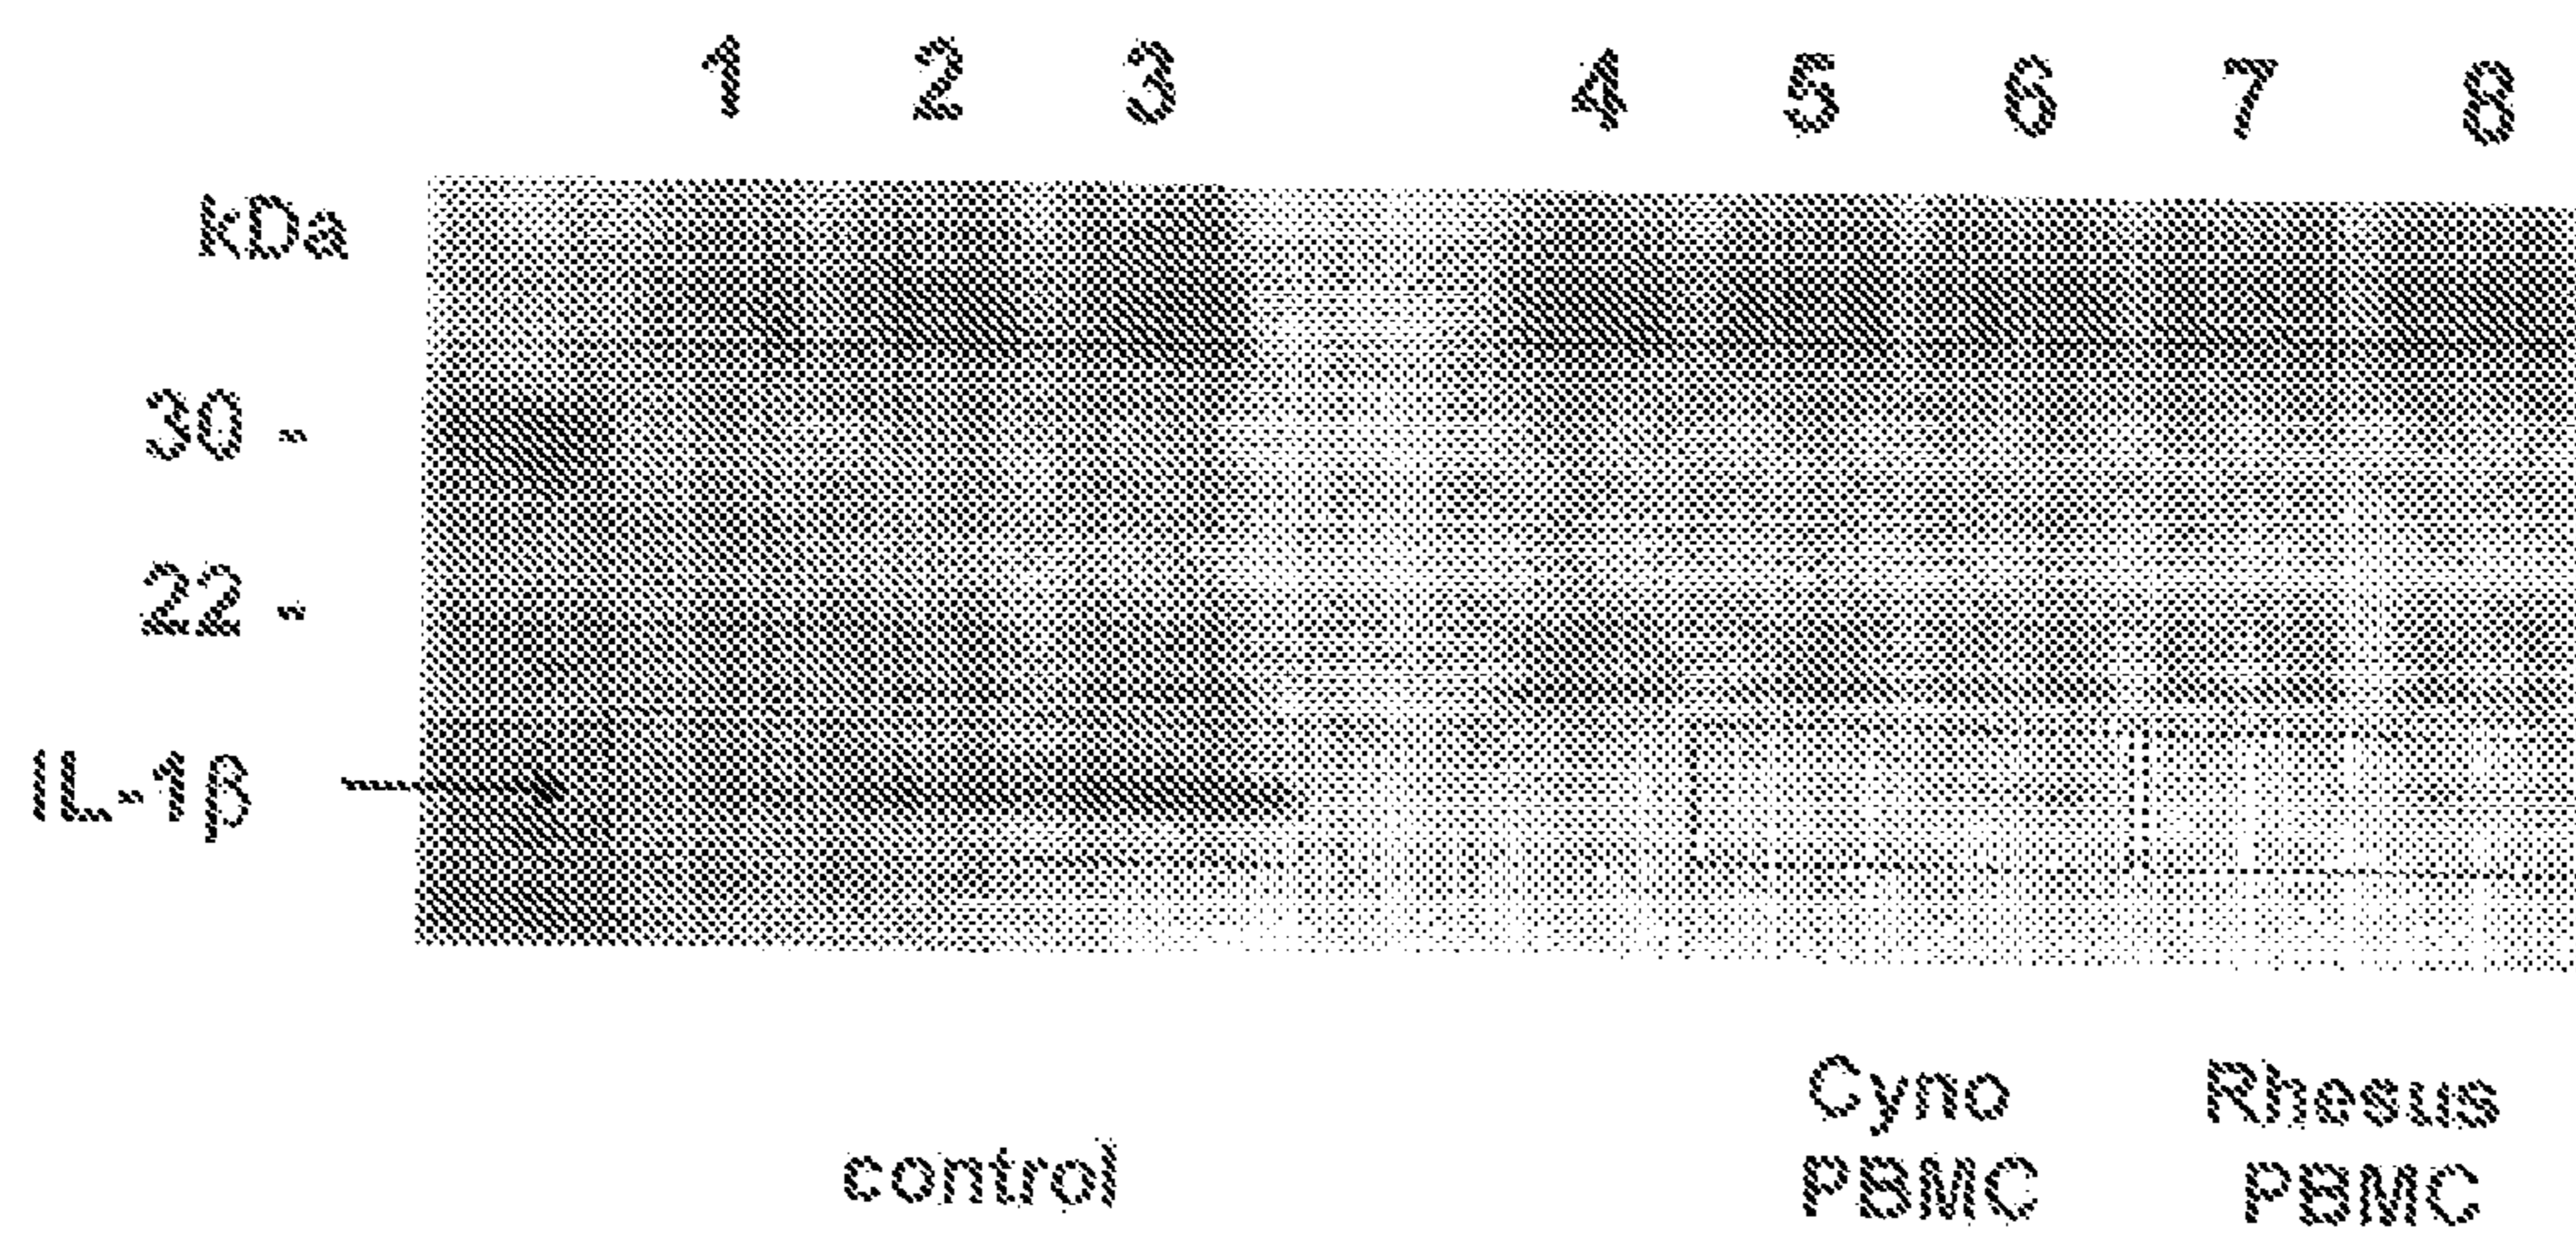 1 2 3 4 5 6 7 8
kDa
30 -
22 -
IL-1β
Cyno Rhesus
control PBMC PBMC